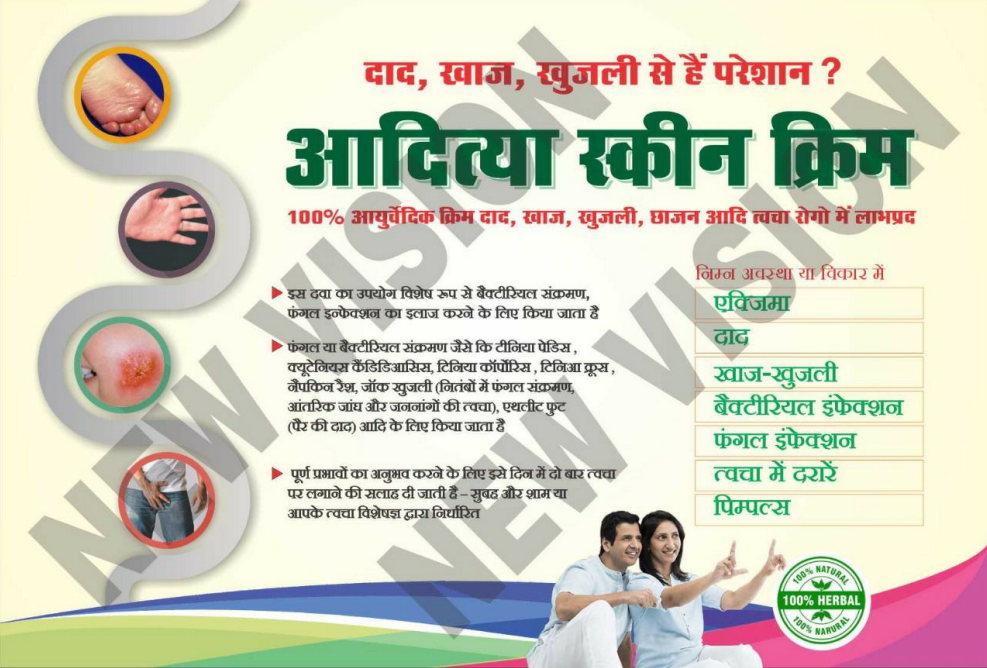 दाद, खाज, खुजली से हैं परेशान ?
आदित्या स्कीन क्रिम
100% आयुर्वेदिक क्रिम दाद, खाज, खुजली, छाजन आदि त्वचा रोगो में लाभप्रद
इस दवा का उपयोग विशेष रूप से बैक्टीरियल संक्रमण,
फंगल इन्फेक्शन का इलाज करने के लिए किया जाता है
फंगल या बैक्टीरियल संक्रमण जैसे कि टीनिया पेडिस ,
क्यूटेनियस कैंडिडिआसिस, टिनिया कॉर्पोरिस , टिनिआ क्रूस ,
नैपकिन रैश, जॉक खुजली (नितंबों में फंगल संक्रमण,
आंतरिक जांघ और जननांगों की त्वचा), एथलीट फुट
(पैर की दाद) आदि के लिए किया जाता है
पूर्ण प्रभावों का अनुभव करने के लिए इसे दिन में दो बार त्वचा
पर लगाने की सलाह दी जाती है – सुबह और शाम या
आपके त्वचा विशेषज्ञ द्वारा निर्धारित
निम्न अवस्था या विकार में
एक्जिमा
दाद
खाज-खुजली
बैक्टीरियल इंफेक्शन
फंगल इंफेक्शन
त्वचा में दरारें
पिम्पल्स
100% NATURAL
100% HERBAL
100% NARURAL
NEW VISION
NEW VISION